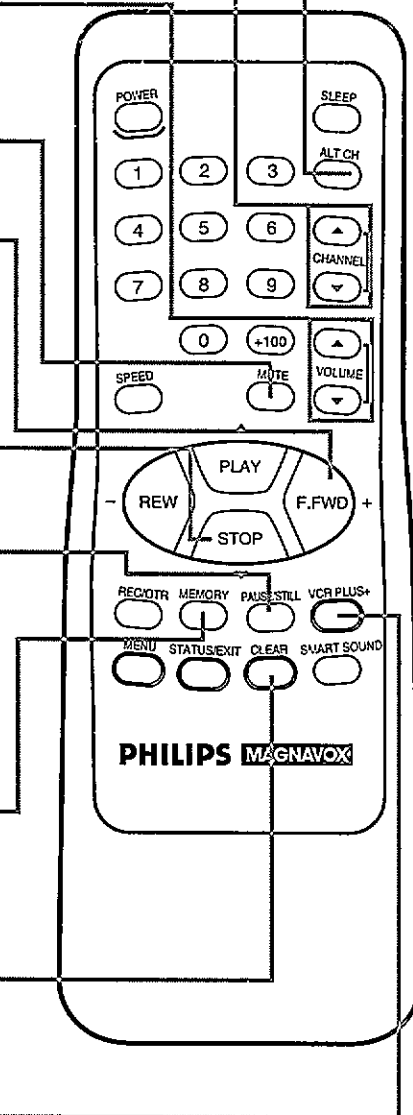 POWER SLEEP
ALT CH
1 2 3
4 5 6
CHANNEL
7 8 9
0 +100
SPEED MUTE VOLUME
PLAY
- REW F.FWD +
STOP
REC/OTR MEMORY PAUSE/STILL VCR PLUS+
MENU STATUS/EXIT CLEAR SMART SOUND
PHILIPS MAGNAVOX